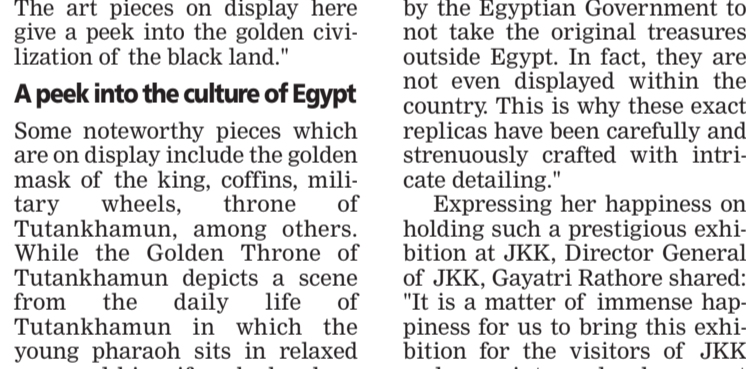 The art pieces on display here
give a peek into the golden civi-
lization of the black land."
A peek into the culture of Egypt
Some noteworthy pieces which
are on display include the golden
mask of the king, coffins, mili-
tary wheels, throne of
Tutankhamun, among others.
While the Golden Throne of
Tutankhamun depicts a scene
from the daily life of
Tutankhamun in which the
young pharaoh sits in relaxed
by the Egyptian Government to
not take the original treasures
outside Egypt. In fact, they are
not even displayed within the
country. This is why these exact
replicas have been carefully and
strenuously crafted with intri-
cate detailing."
Expressing her happiness on
holding such a prestigious exhi-
bition at JKK, Director General
of JKK, Gayatri Rathore shared:
"It is a matter of immense hap-
piness for us to bring this exhi-
bition for the visitors of JKK